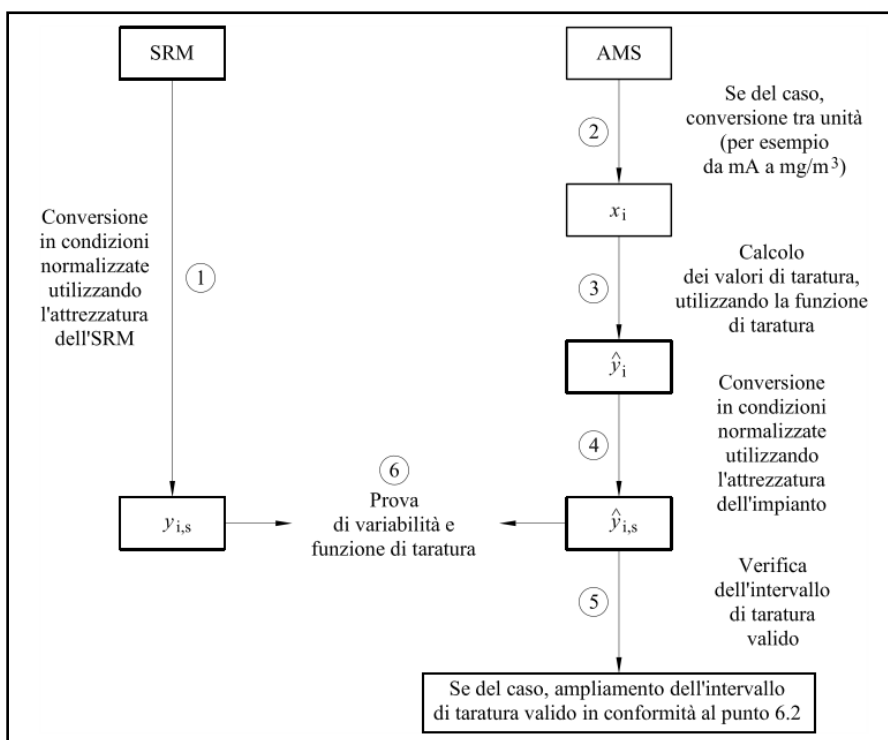 SRM
AMS
2
Se del caso,
conversione tra unità
(per esempio
da mA a mg/m³)
xi
Conversione
in condizioni
normalizzate
utilizzando
l'attrezzatura
dell'SRM
1
3
Calcolo
dei valori di taratura,
utilizzando la funzione
di taratura
ŷi
4
Conversione
in condizioni
normalizzate
utilizzando
l'attrezzatura
dell'impianto
6
Prova
di variabilità e
funzione di taratura
yi,s
ŷi,s
5
Verifica
dell'intervallo
di taratura
valido
Se del caso, ampliamento dell'intervallo
di taratura valido in conformità al punto 6.2